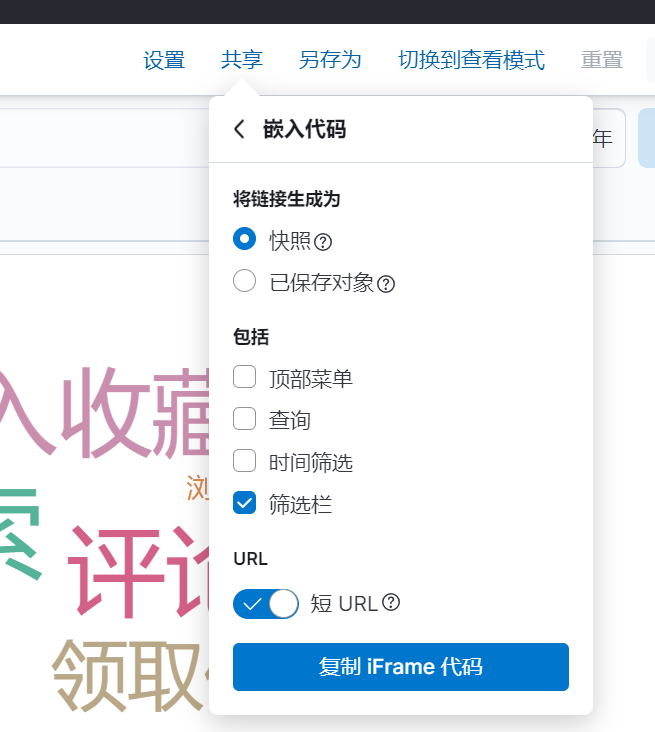 设置 共享 另存为 切换到查看模式 重置
嵌入代码
年
将链接生成为
快照
已保存对象
包括
顶部菜单
查询
时间筛选
筛选栏
URL
短 URL
复制 iFrame 代码
入收藏
索
浏
评论
领取